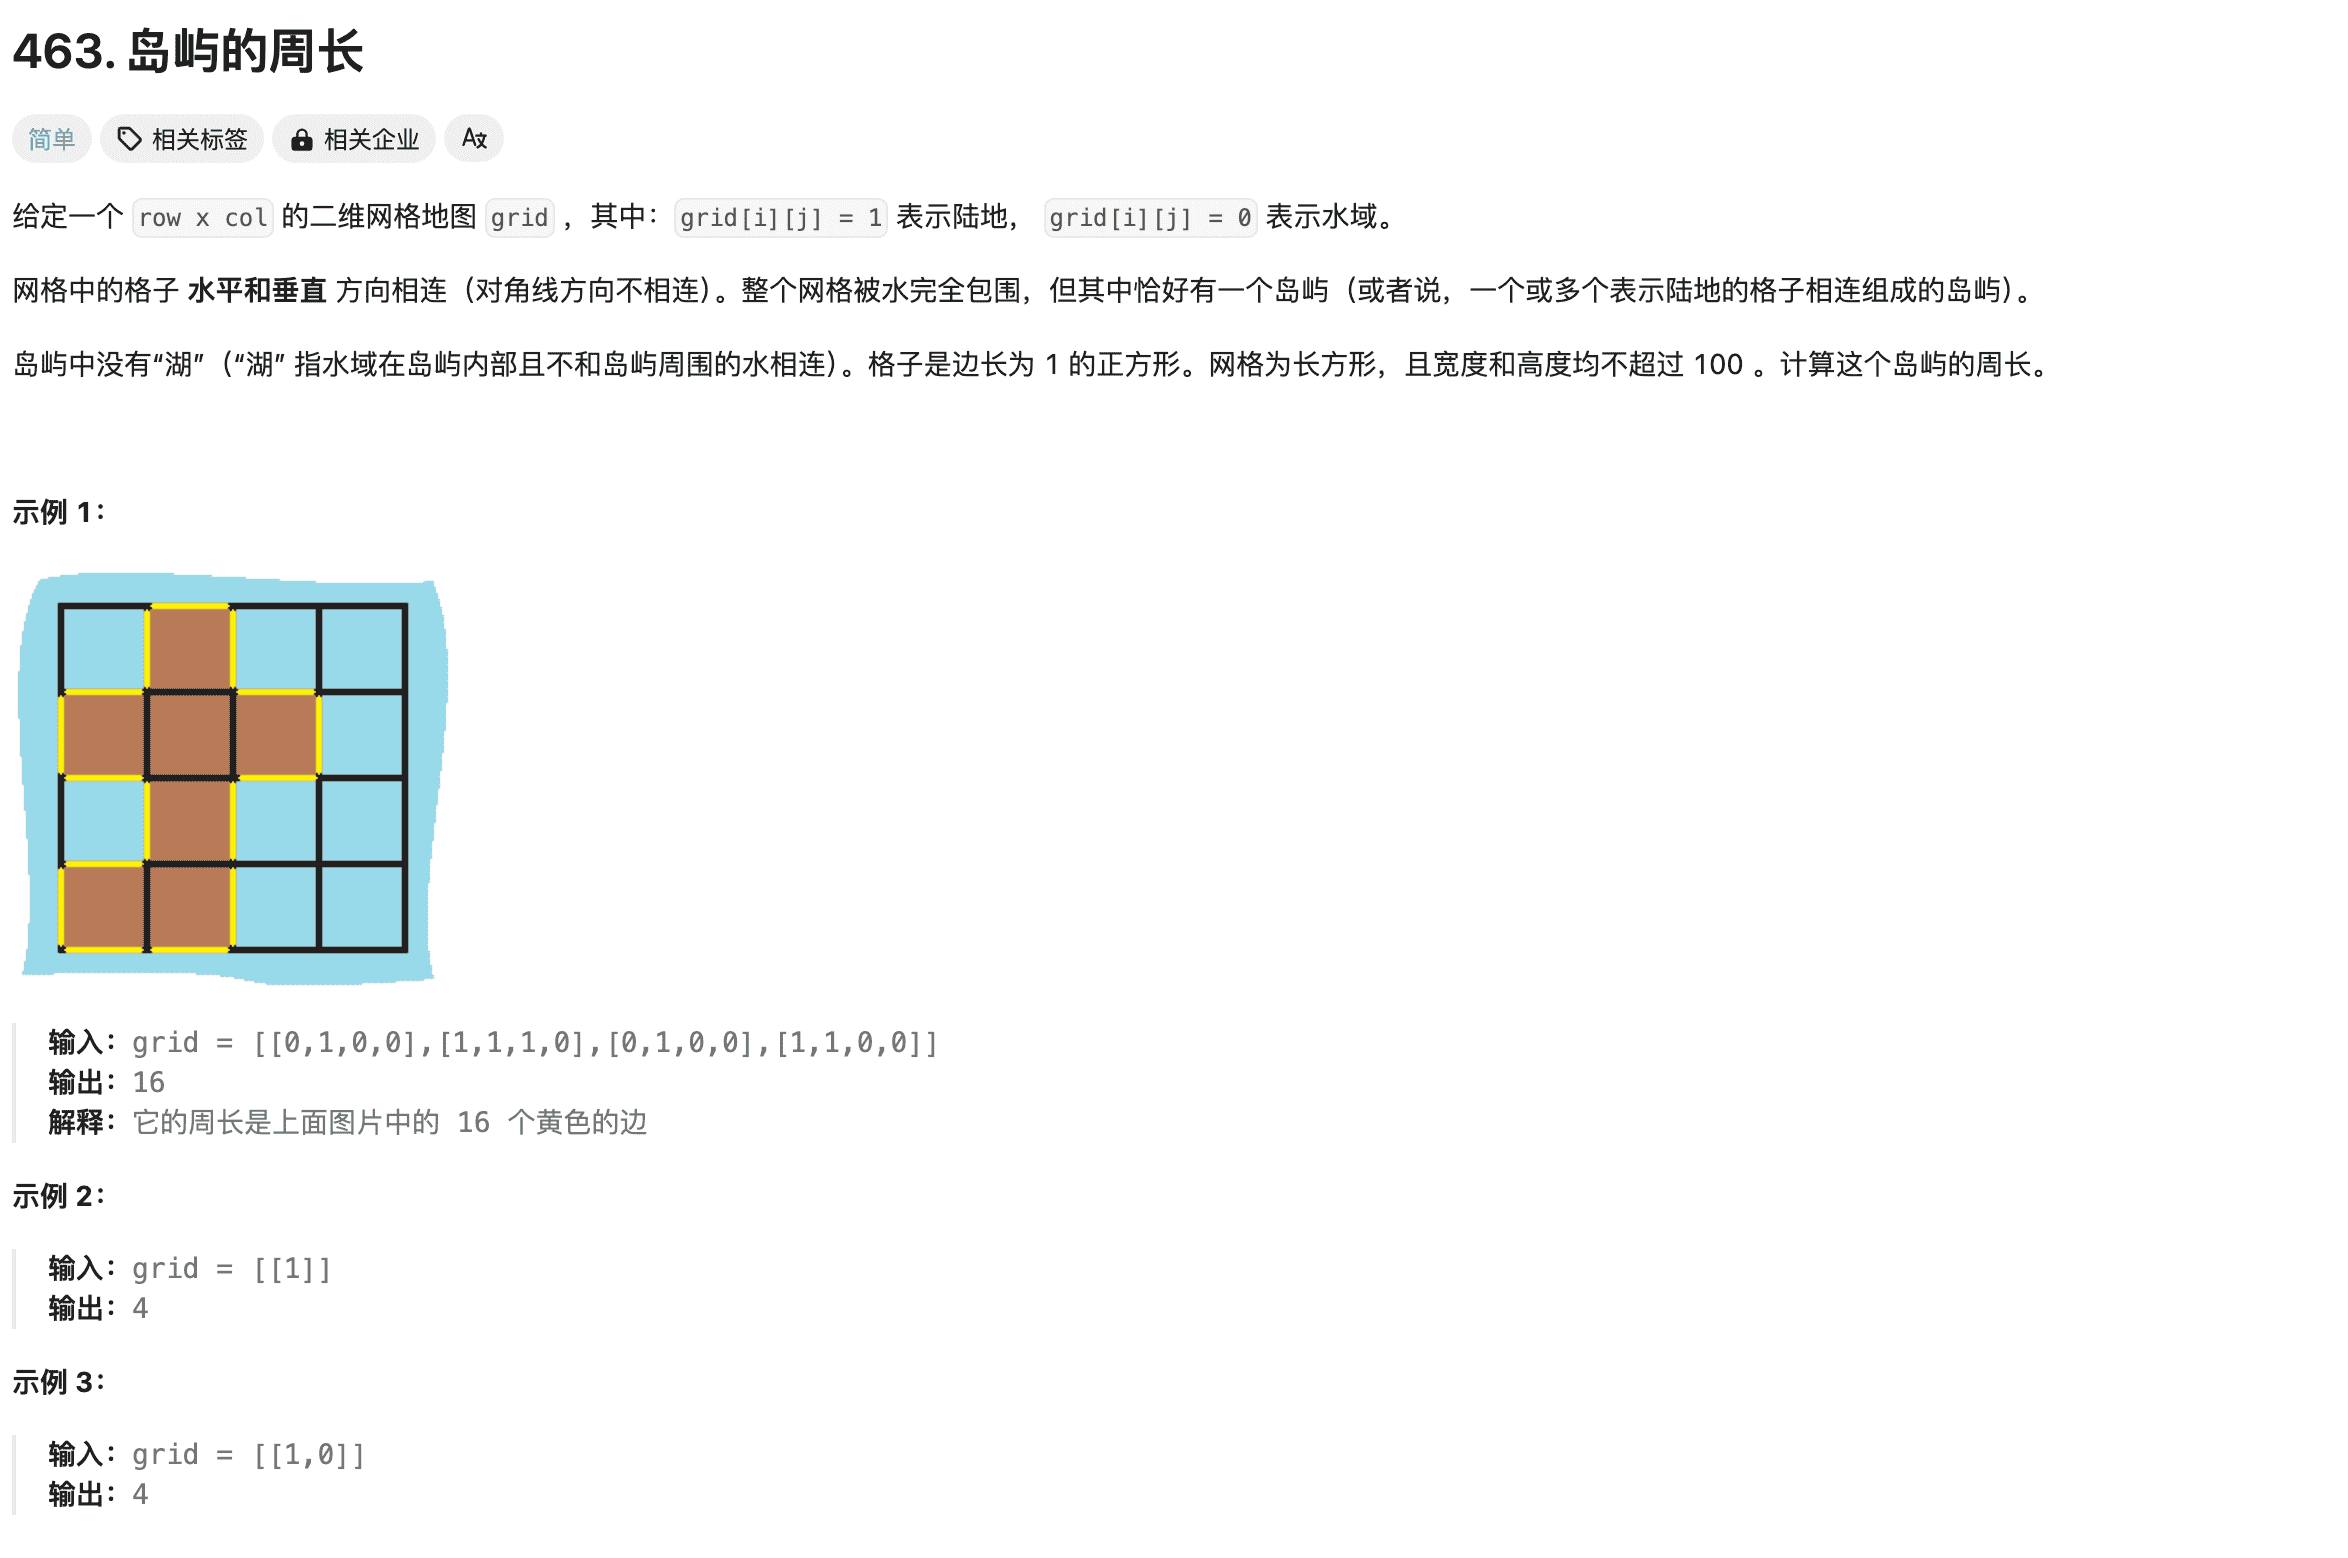 463. 岛屿的周长
简单 相关标签 相关企业 Aخ
给定一个 row x col 的二维网格地图 grid ，其中：grid[i][j] = 1 表示陆地， grid[i][j] = 0 表示水域。
网格中的格子 水平和垂直 方向相连（对角线方向不相连）。整个网格被水完全包围，但其中恰好有一个岛屿（或者说，一个或多个表示陆地的格子相连组成的岛屿）。
岛屿中没有“湖”（“湖” 指水域在岛屿内部且不和岛屿周围的水相连）。格子是边长为 1 的正方形。网格为长方形，且宽度和高度均不超过 100 。计算这个岛屿的周长。
示例 1：
输入：grid = [[0,1,0,0],[1,1,1,0],[0,1,0,0],[1,1,0,0]]
输出：16
解释：它的周长是上面图片中的 16 个黄色的边
示例 2：
输入：grid = [[1]]
输出：4
示例 3：
输入：grid = [[1,0]]
输出：4